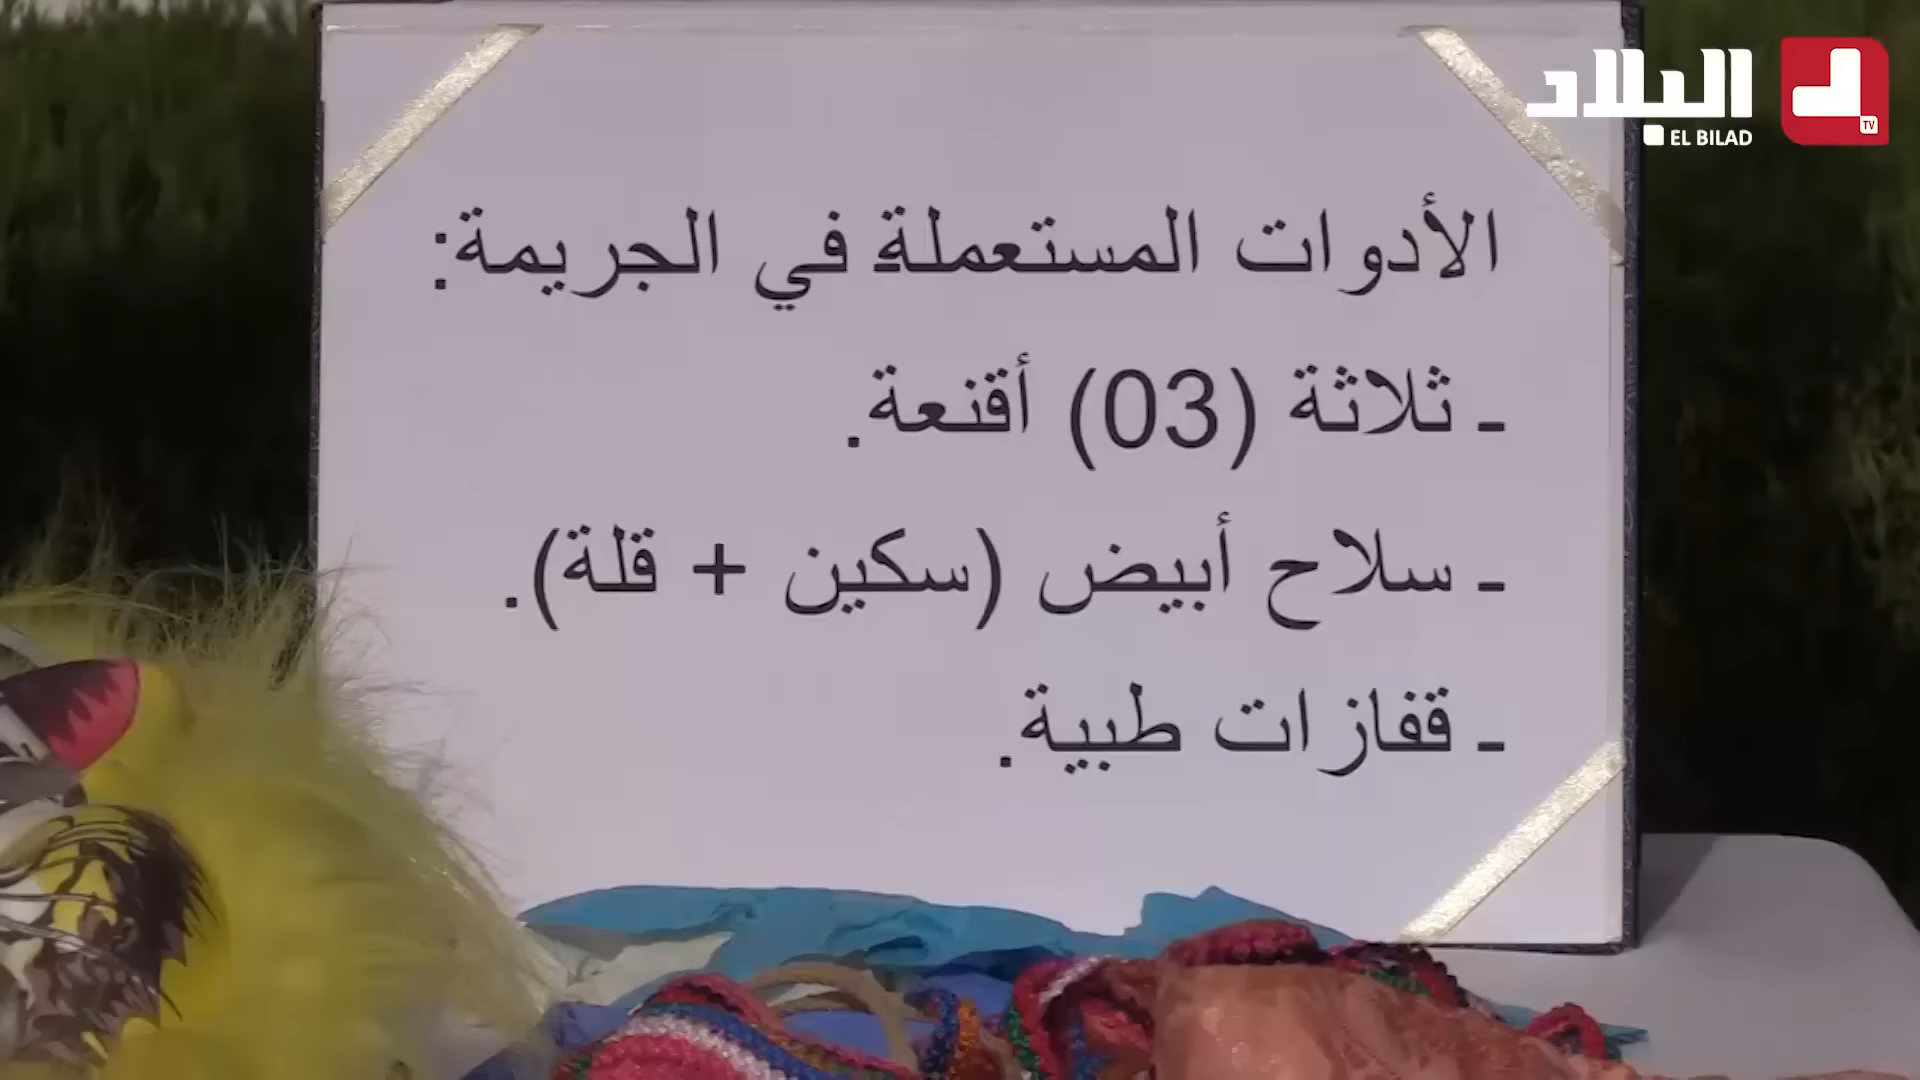 البلاد
EL BILAD
TV
الأدوات المستعملة في الجريمة:
ـ ثلاثة (03) أقنعة.
ـ سلاح أبيض (سكين + قلة).
ـ قفازات طبية.